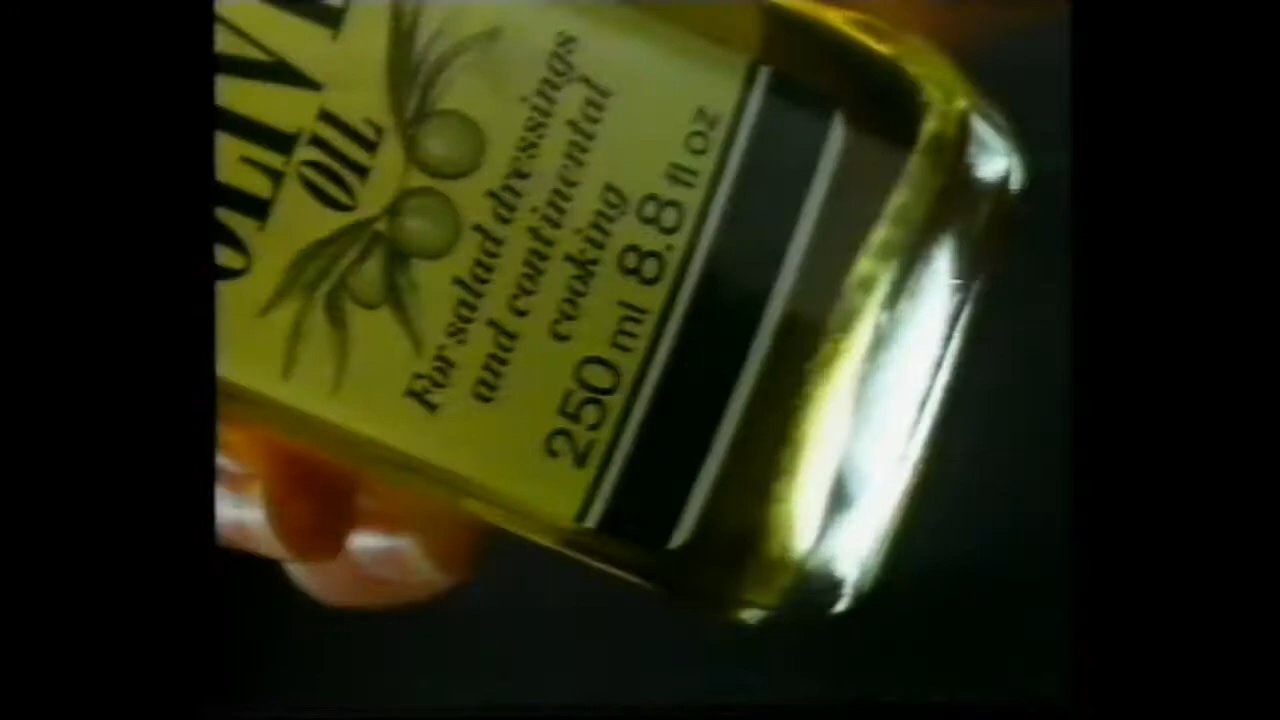 OLIVE
OIL
For salad dressings
and continental
cooking
250 ml 8.8 fl oz